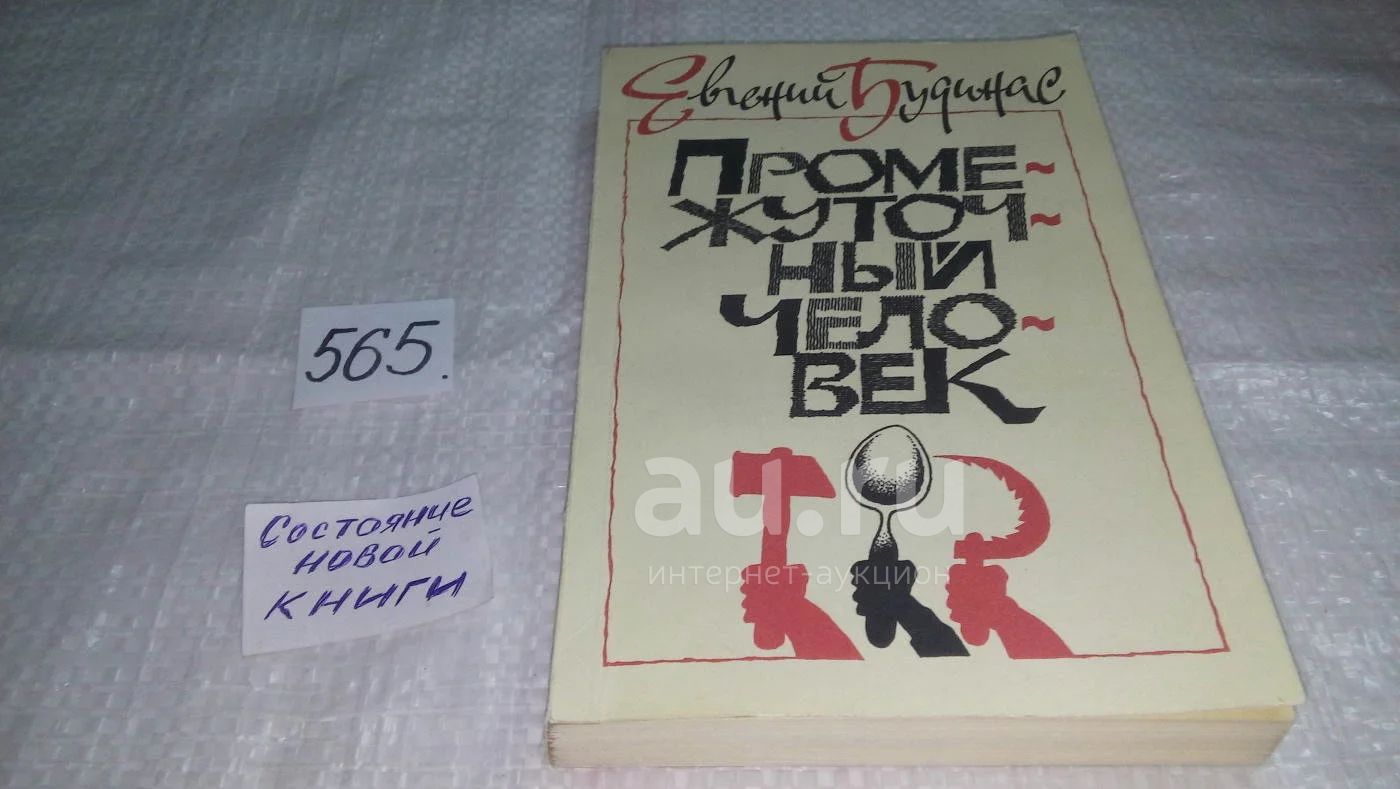 Евгений Будинас
ПРОМЕ~
ЖУТОЧ~
НЫЙ
ЧЕЛО~
ВЕК
565.
Состояние
новой
книги
au.ru
интернет-аукцион